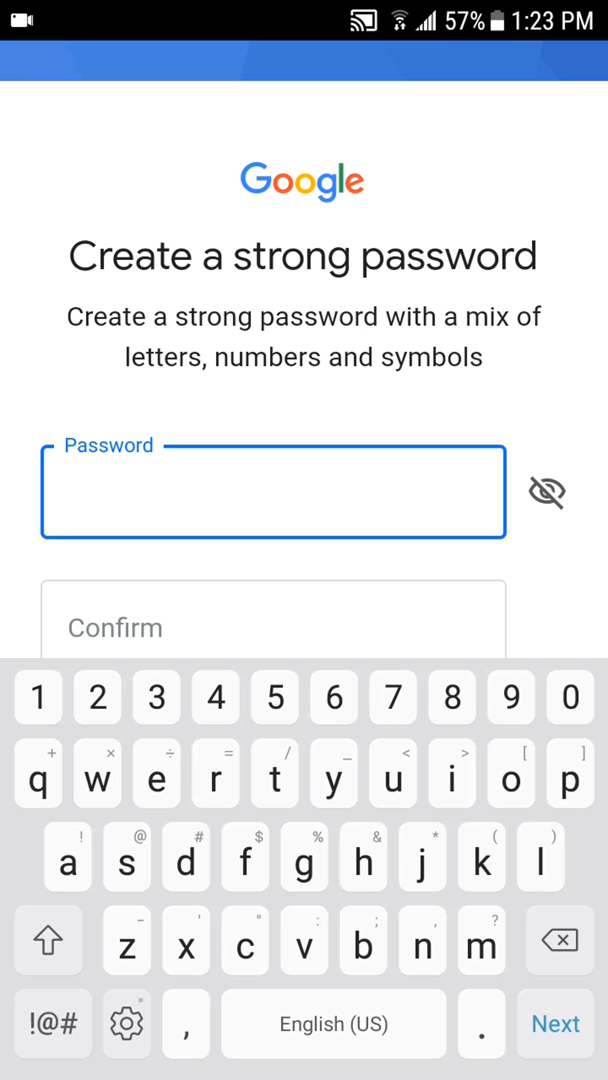 57% 1:23 PM
Google
Create a strong password
Create a strong password with a mix of
letters, numbers and symbols
Password
Confirm
1 2 3 4 5 6 7 8 9 0
+ × ÷ = / _ < > [ ]
q w e r t y u i o p
! @ # $ % & * ( )
a s d f g h j k l
- ' " : ; , ?
z x c v b n m
!@# , English (US) . Next